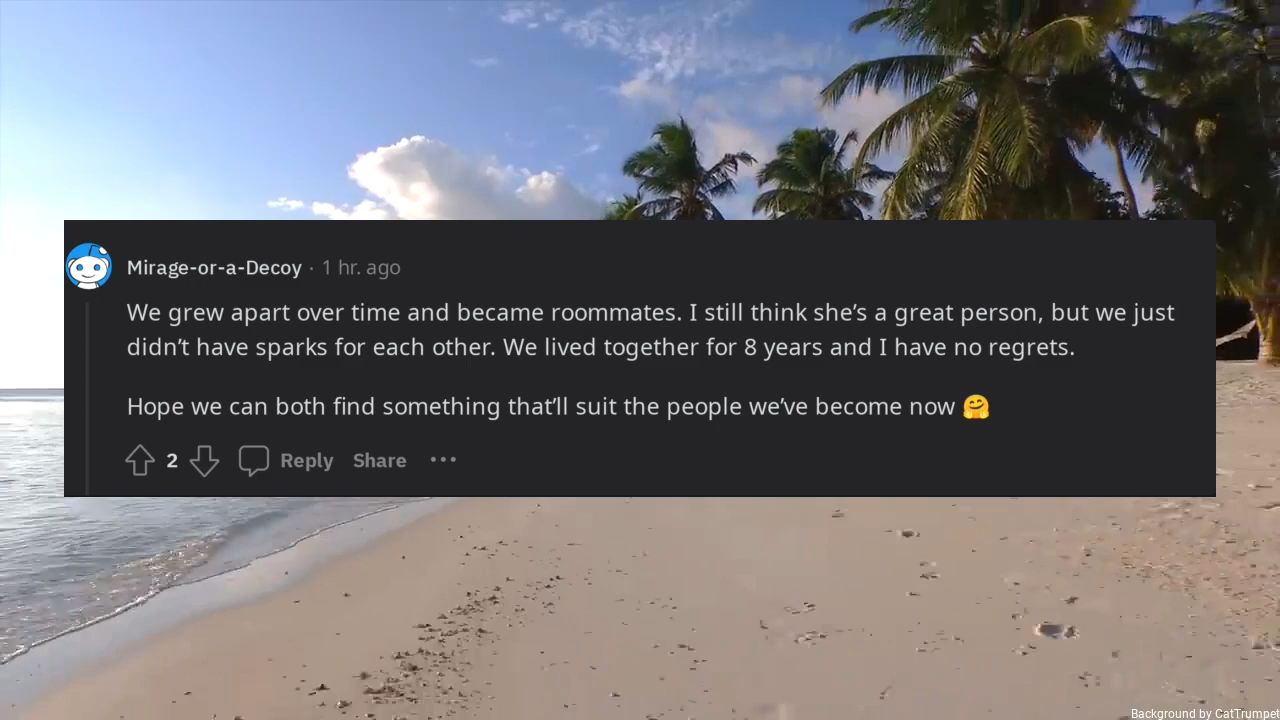 Mirage-or-a-Decoy · 1 hr. ago
We grew apart over time and became roommates. I still think she’s a great person, but we just
didn’t have sparks for each other. We lived together for 8 years and I have no regrets.
Hope we can both find something that’ll suit the people we’ve become now 🤗
2 Reply Share ···
Background by CatTrumpet